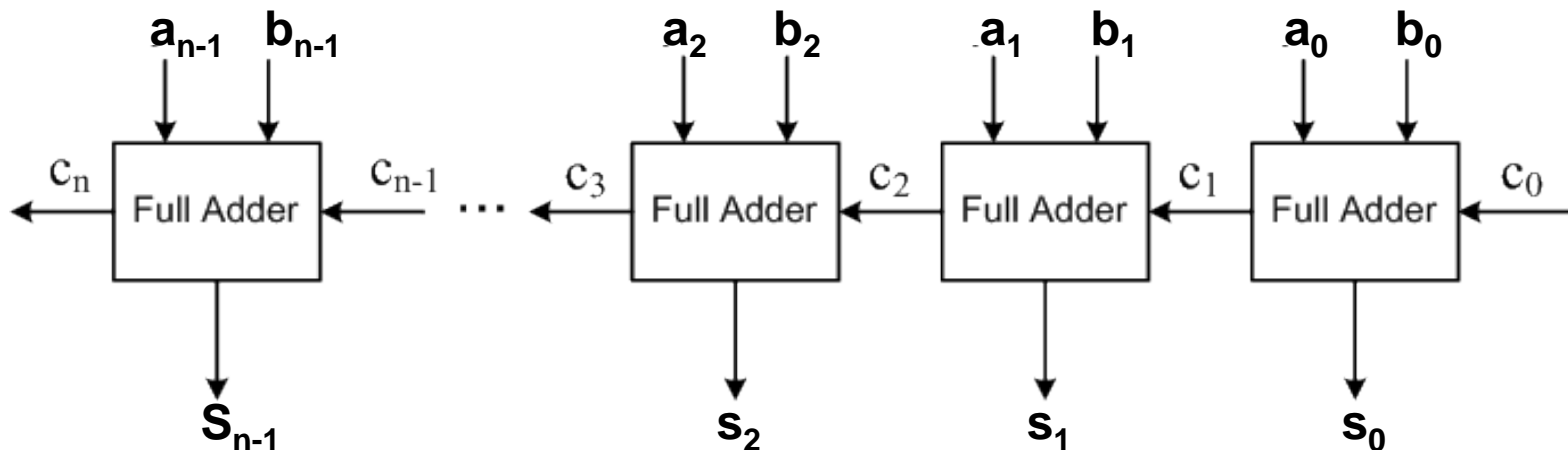 aₙ₋₁ bₙ₋₁ a₂ b₂ a₁ b₁ a₀ b₀
cₙ Full Adder cₙ₋₁ ... c₃ Full Adder c₂ Full Adder c₁ Full Adder c₀
Sₙ₋₁ s₂ s₁ s₀